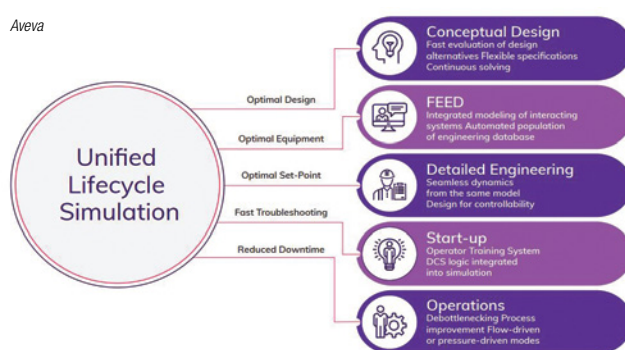 Aveva
Unified
Lifecycle
Simulation
Optimal Design
Optimal Equipment
Optimal Set-Point
Fast Troubleshooting
Reduced Downtime
Conceptual Design
Fast evaluation of design
alternatives Flexible specifications
Continuous solving
FEED
Integrated modeling of interacting
systems Automated population
of engineering database
Detailed Engineering
Seamless dynamics
from the same model
Design for controllability
Start-up
Operator Training System
DCS logic integrated
into simulation
Operations
Debottlenecking Process
improvement Flow-driven
or pressure-driven modes